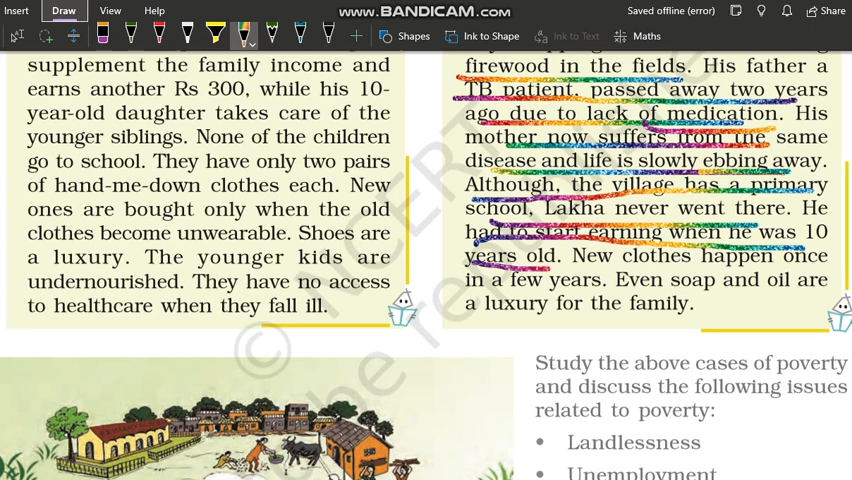 Insert Draw View Help
www.BANDICAM.com
Saved offline (error)
Share
Shapes
Ink to Shape
Ink to Text
Maths
supplement the family income and
earns another Rs 300, while his 10-
year-old daughter takes care of the
younger siblings. None of the children
go to school. They have only two pairs
of hand-me-down clothes each. New
ones are bought only when the old
clothes become unwearable. Shoes are
a luxury. The younger kids are
undernourished. They have no access
to healthcare when they fall ill.
firewood in the fields. His father a
TB patient, passed away two years
ago due to lack of medication. His
mother now suffers from the same
disease and life is slowly ebbing away.
Although, the village has a primary
school, Lakha never went there. He
had to start earning when he was 10
years old. New clothes happen once
in a few years. Even soap and oil are
a luxury for the family.
© NCERT
Study the above cases of poverty
and discuss the following issues
related to poverty:
• Landlessness
• Unemployment